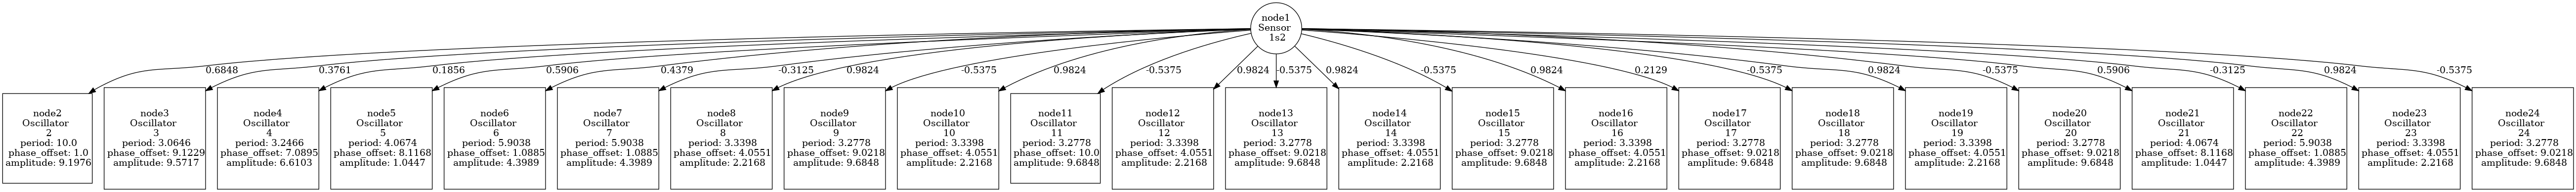 node1
Sensor
1s2
0.6848
0.3761
0.1856
0.5906
0.4379
-0.3125
0.9824
-0.5375
0.9824
-0.5375
0.9824
-0.5375
0.9824
-0.5375
0.9824
0.2129
-0.5375
0.9824
-0.5375
0.5906
-0.3125
0.9824
-0.5375
node2
Oscillator
2
period: 10.0
phase_offset: 1.0
amplitude: 9.1976
node3
Oscillator
3
period: 3.0646
phase_offset: 9.1229
amplitude: 9.5717
node4
Oscillator
4
period: 3.2466
phase_offset: 7.0895
amplitude: 6.6103
node5
Oscillator
5
period: 4.0674
phase_offset: 8.1168
amplitude: 1.0447
node6
Oscillator
6
period: 5.9038
phase_offset: 1.0885
amplitude: 4.3989
node7
Oscillator
7
period: 5.9038
phase_offset: 1.0885
amplitude: 4.3989
node8
Oscillator
8
period: 3.3398
phase_offset: 4.0551
amplitude: 2.2168
node9
Oscillator
9
period: 3.2778
phase_offset: 9.0218
amplitude: 9.6848
node10
Oscillator
10
period: 3.3398
phase_offset: 4.0551
amplitude: 2.2168
node11
Oscillator
11
period: 3.2778
phase_offset: 10.0
amplitude: 9.6848
node12
Oscillator
12
period: 3.3398
phase_offset: 4.0551
amplitude: 2.2168
node13
Oscillator
13
period: 3.2778
phase_offset: 9.0218
amplitude: 9.6848
node14
Oscillator
14
period: 3.3398
phase_offset: 4.0551
amplitude: 2.2168
node15
Oscillator
15
period: 3.2778
phase_offset: 9.0218
amplitude: 9.6848
node16
Oscillator
16
period: 3.3398
phase_offset: 4.0551
amplitude: 2.2168
node17
Oscillator
17
period: 3.2778
phase_offset: 9.0218
amplitude: 9.6848
node18
Oscillator
18
period: 3.2778
phase_offset: 9.0218
amplitude: 9.6848
node19
Oscillator
19
period: 3.3398
phase_offset: 4.0551
amplitude: 2.2168
node20
Oscillator
20
period: 3.2778
phase_offset: 9.0218
amplitude: 9.6848
node21
Oscillator
21
period: 4.0674
phase_offset: 8.1168
amplitude: 1.0447
node22
Oscillator
22
period: 5.9038
phase_offset: 1.0885
amplitude: 4.3989
node23
Oscillator
23
period: 3.3398
phase_offset: 4.0551
amplitude: 2.2168
node24
Oscillator
24
period: 3.2778
phase_offset: 9.0218
amplitude: 9.6848